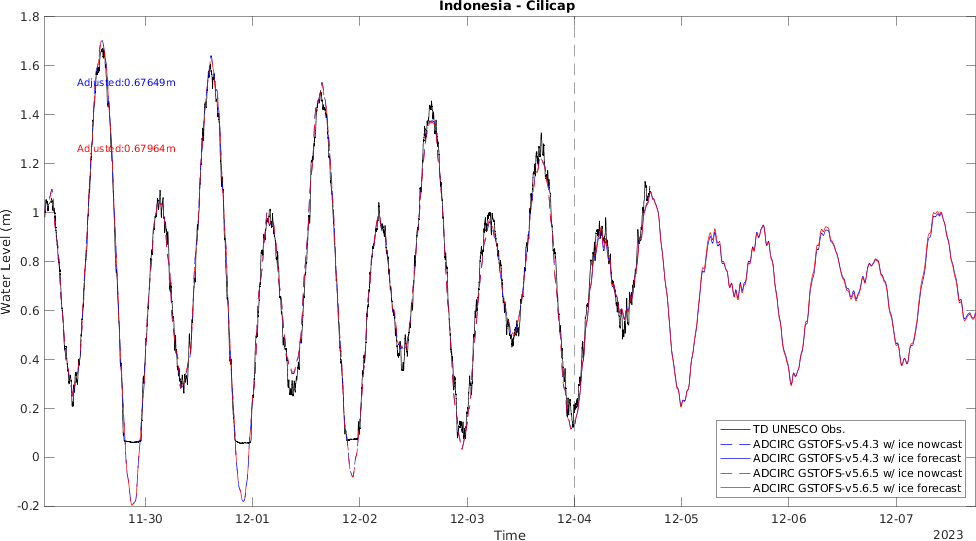 Indonesia - Cilicap
1.8
1.6
1.4
1.2
1
0.8
0.6
0.4
0.2
0
-0.2
Water Level (m)
Adjusted:0.67649m
Adjusted:0.67964m
TD UNESCO Obs.
ADCIRC GSTOFS-v5.4.3 w/ ice nowcast
ADCIRC GSTOFS-v5.4.3 w/ ice forecast
ADCIRC GSTOFS-v5.6.5 w/ ice nowcast
ADCIRC GSTOFS-v5.6.5 w/ ice forecast
11-30 12-01 12-02 12-03 12-04 12-05 12-06 12-07
Time
2023